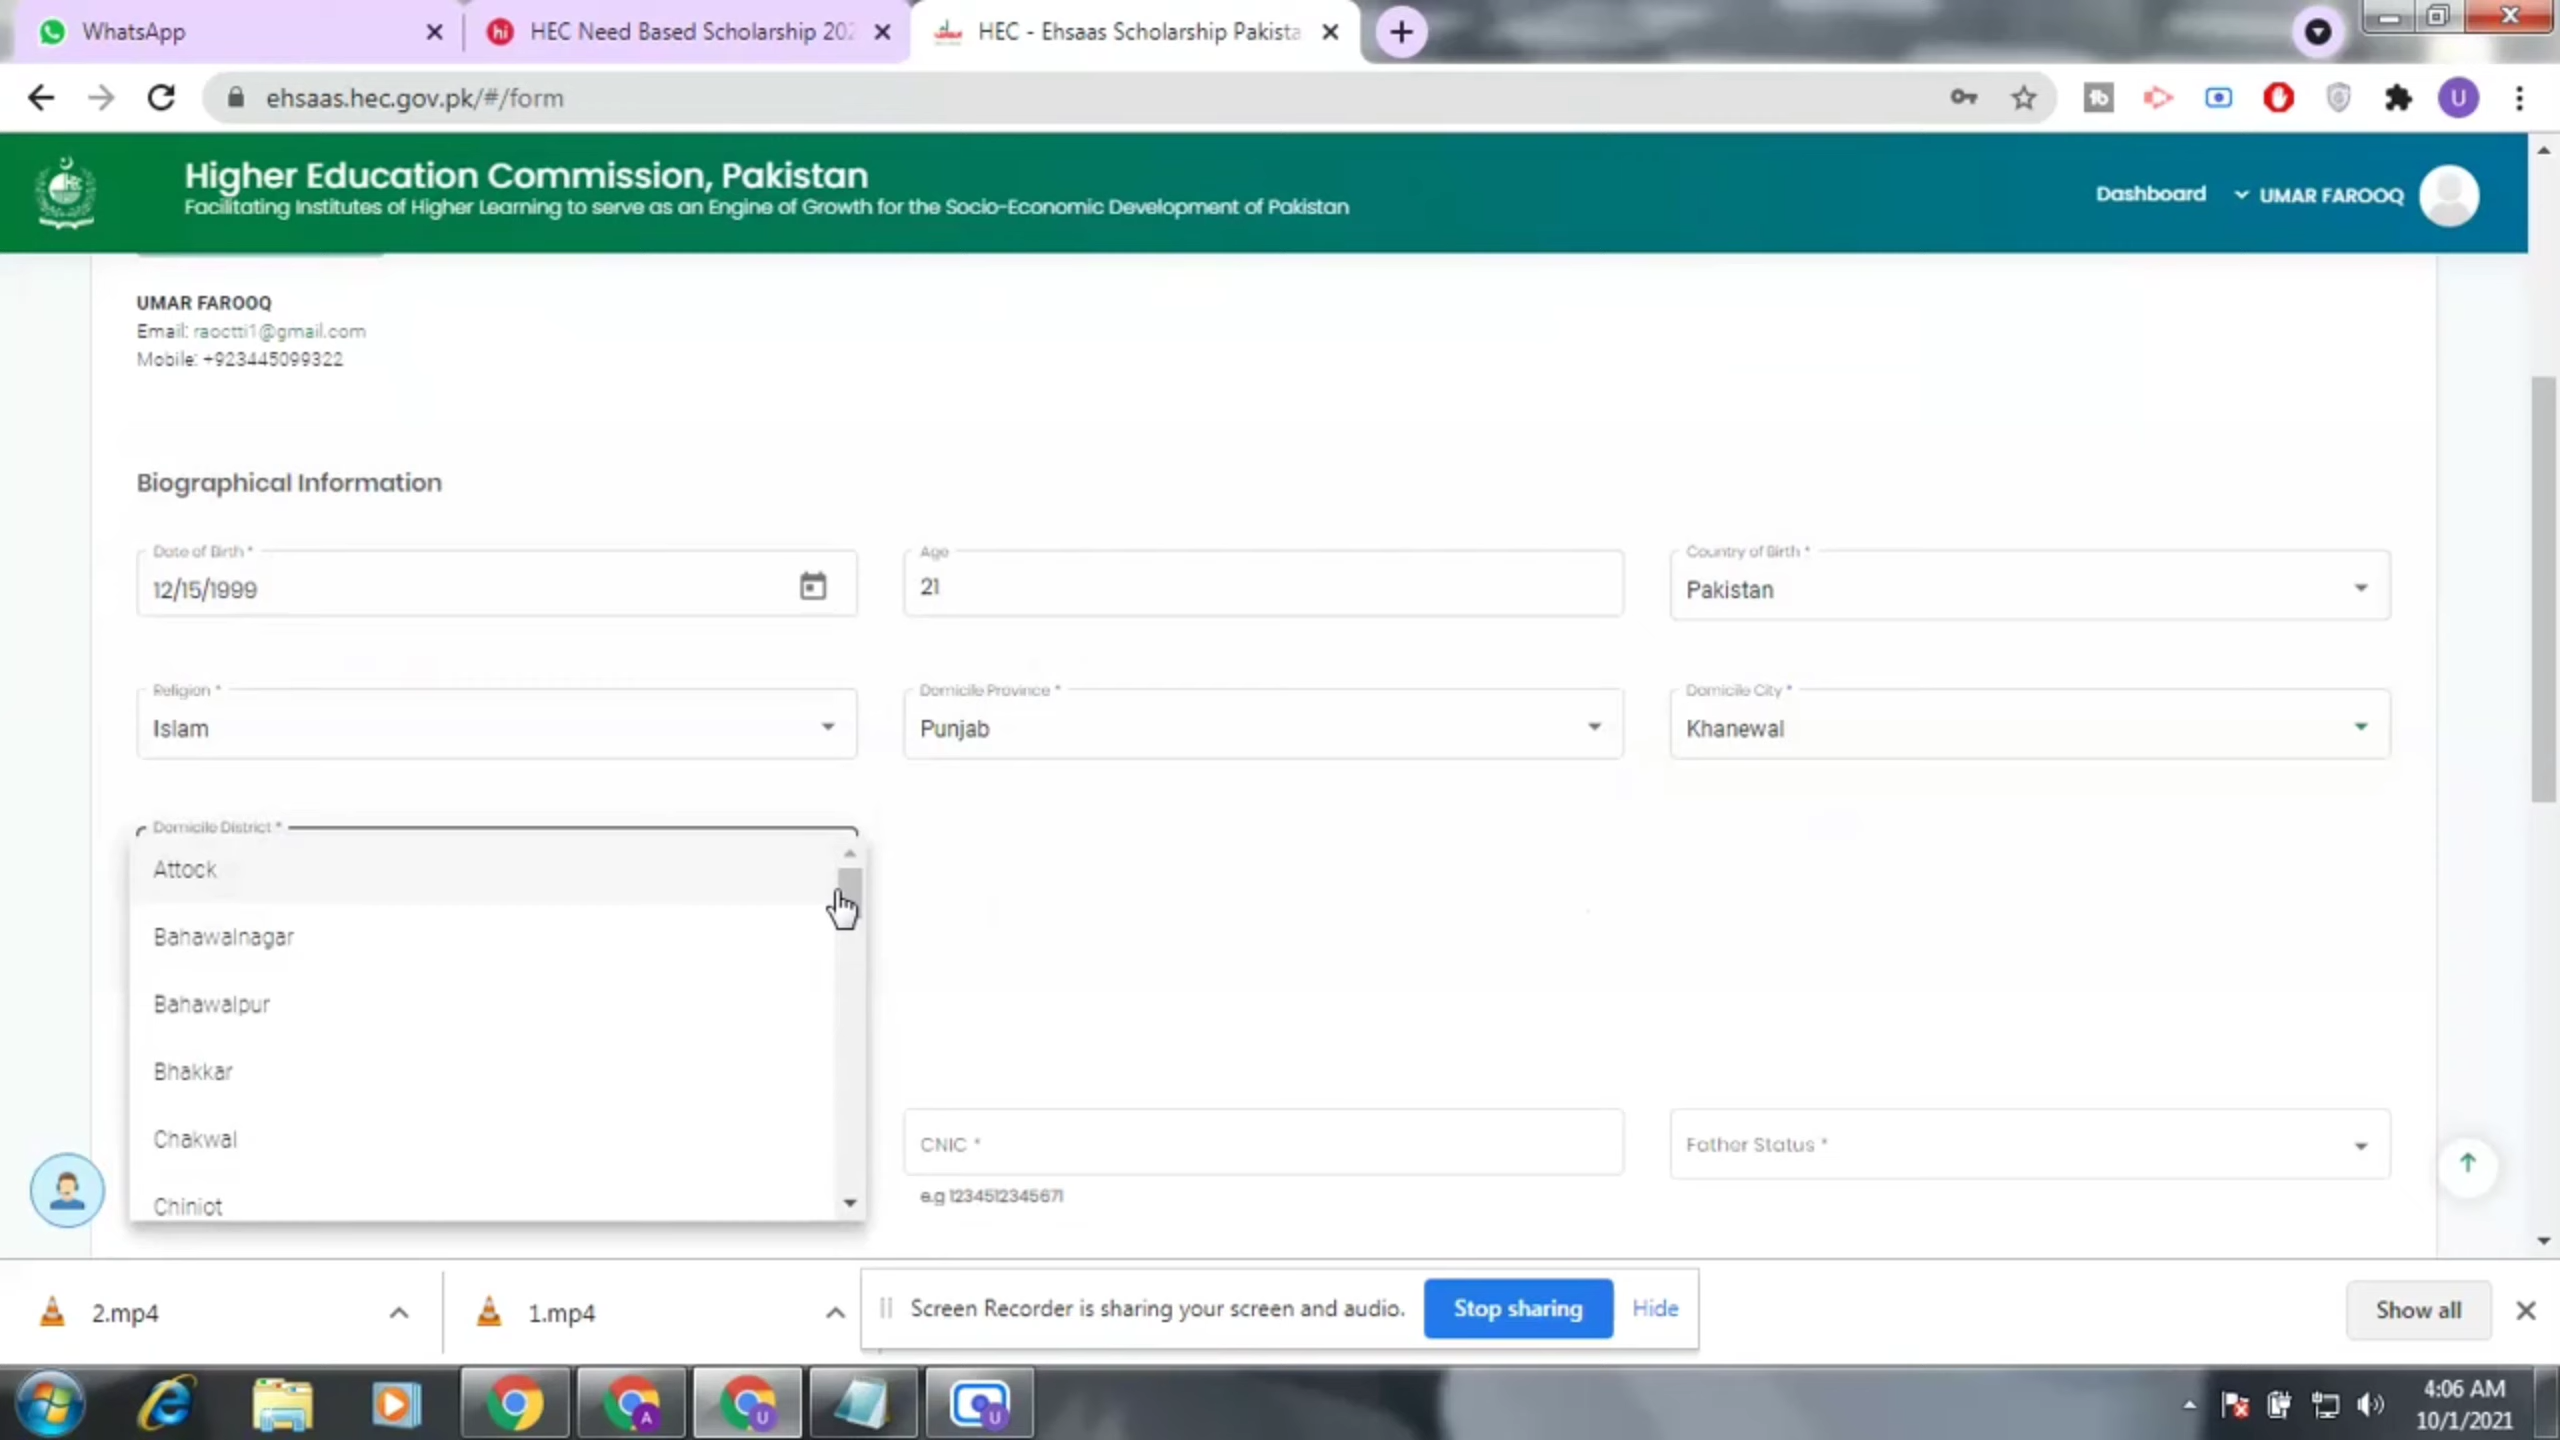 WhatsApp
HEC Need Based Scholarship 202
HEC - Ehsaas Scholarship Pakista
ehsaas.hec.gov.pk/#/form
U
Higher Education Commission, Pakistan
Facilitating Institutes of Higher Learning to serve as an Engine of Growth for the Socio-Economic Development of Pakistan
Dashboard
UMAR FAROOQ
UMAR FAROOQ
Email: raoctti1@gmail.com
Mobile: +923445099322
Biographical Information
Date of Birth *
12/15/1999
Age
21
Country of Birth *
Pakistan
Religion *
Islam
Domicile Province *
Punjab
Domicile City *
Khanewal
Domicile District *
Attock
Bahawalnagar
Bahawalpur
Bhakkar
Chakwal
Chiniot
CNIC *
e.g 1234512345671
Father Status *
2.mp4
1.mp4
Screen Recorder is sharing your screen and audio.
Stop sharing
Hide
Show all
A
U
U
4:06 AM
10/1/2021